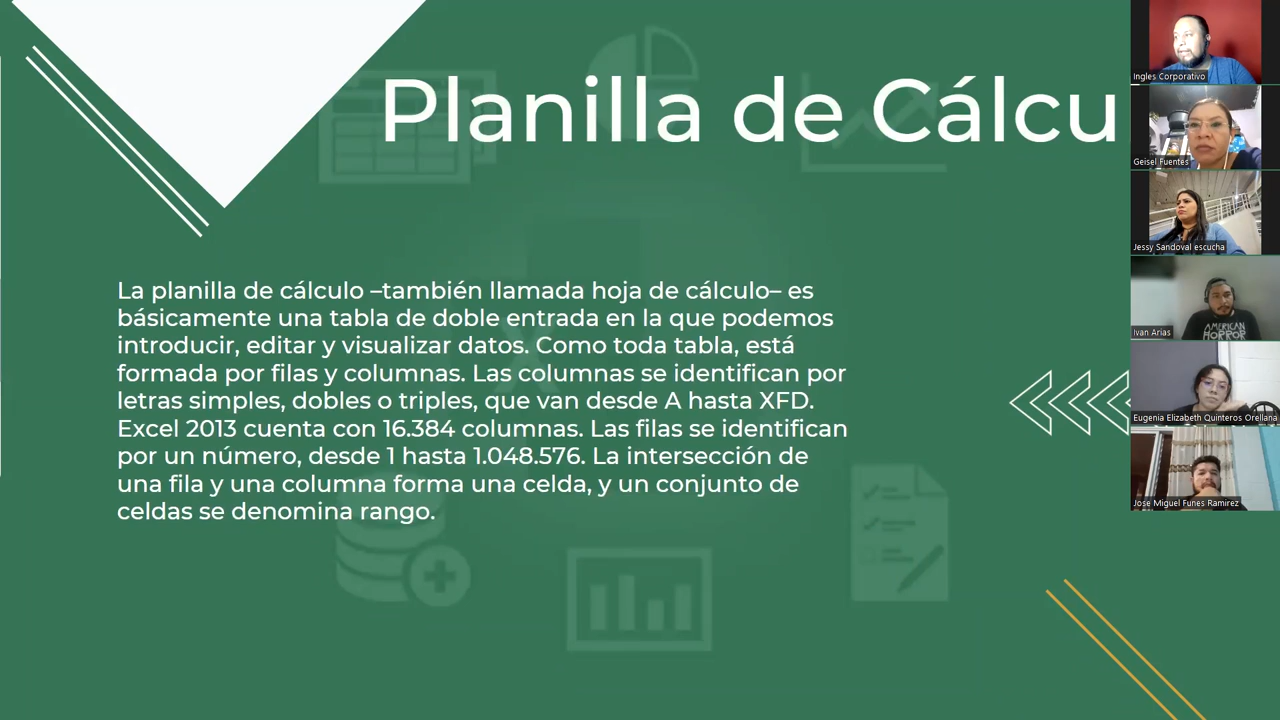 Planilla de Cálcu
La planilla de cálculo –también llamada hoja de cálculo– es
básicamente una tabla de doble entrada en la que podemos
introducir, editar y visualizar datos. Como toda tabla, está
formada por filas y columnas. Las columnas se identifican por
letras simples, dobles o triples, que van desde A hasta XFD.
Excel 2013 cuenta con 16.384 columnas. Las filas se identifican
por un número, desde 1 hasta 1.048.576. La intersección de
una fila y una columna forma una celda, y un conjunto de
celdas se denomina rango.
Ingles Corporativo
Geisel Fuentes
Jessy Sandoval escucha
Ivan Arias
AMERICAN
HORROR
Eugenia Elizabeth Quinteros Orellana
Jose Miguel Funes Ramirez